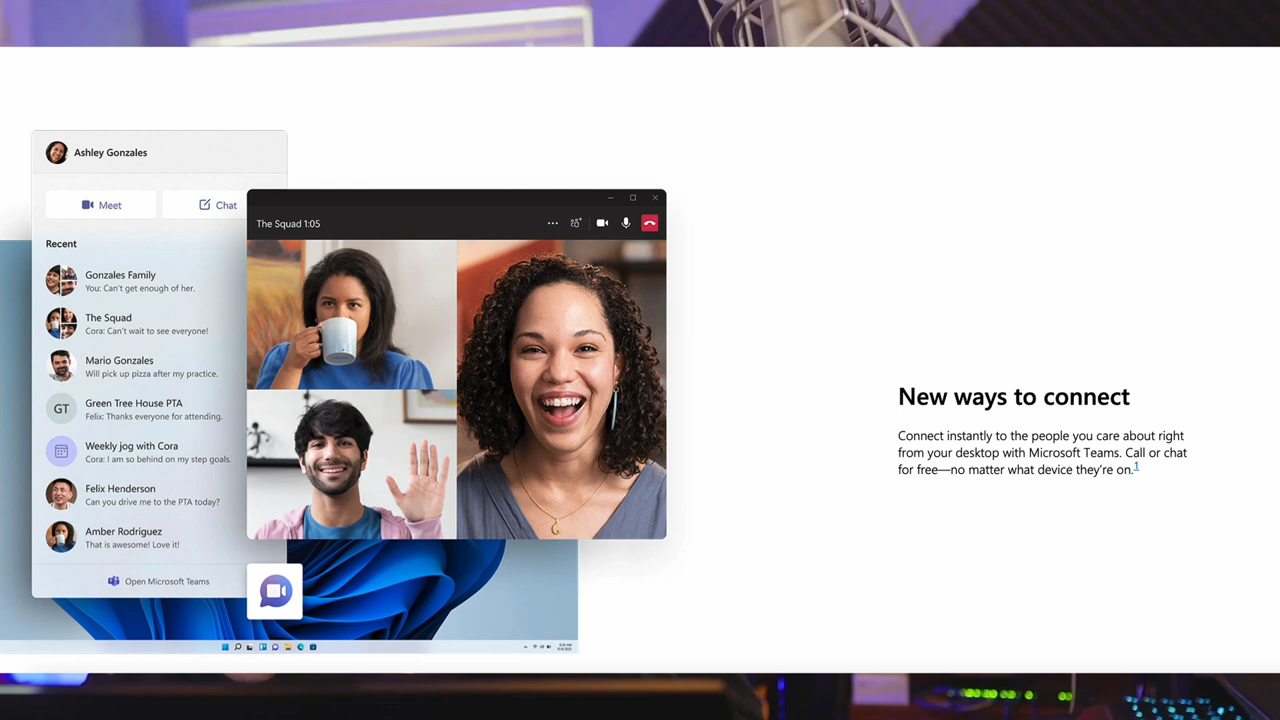 Ashley Gonzales
Meet
Chat
Recent
Gonzales Family
You: Can't get enough of her.
The Squad
Cora: Can't wait to see everyone!
Mario Gonzales
Will pick up pizza after my practice.
GT
Green Tree House PTA
Felix: Thanks everyone for attending.
Weekly jog with Cora
Cora: I am so behind on my step goals.
Felix Henderson
Can you drive me to the PTA today?
Amber Rodriguez
That is awesome! Love it!
Open Microsoft Teams
The Squad 1:05
New ways to connect
Connect instantly to the people you care about right
from your desktop with Microsoft Teams. Call or chat
for free—no matter what device they're on.1